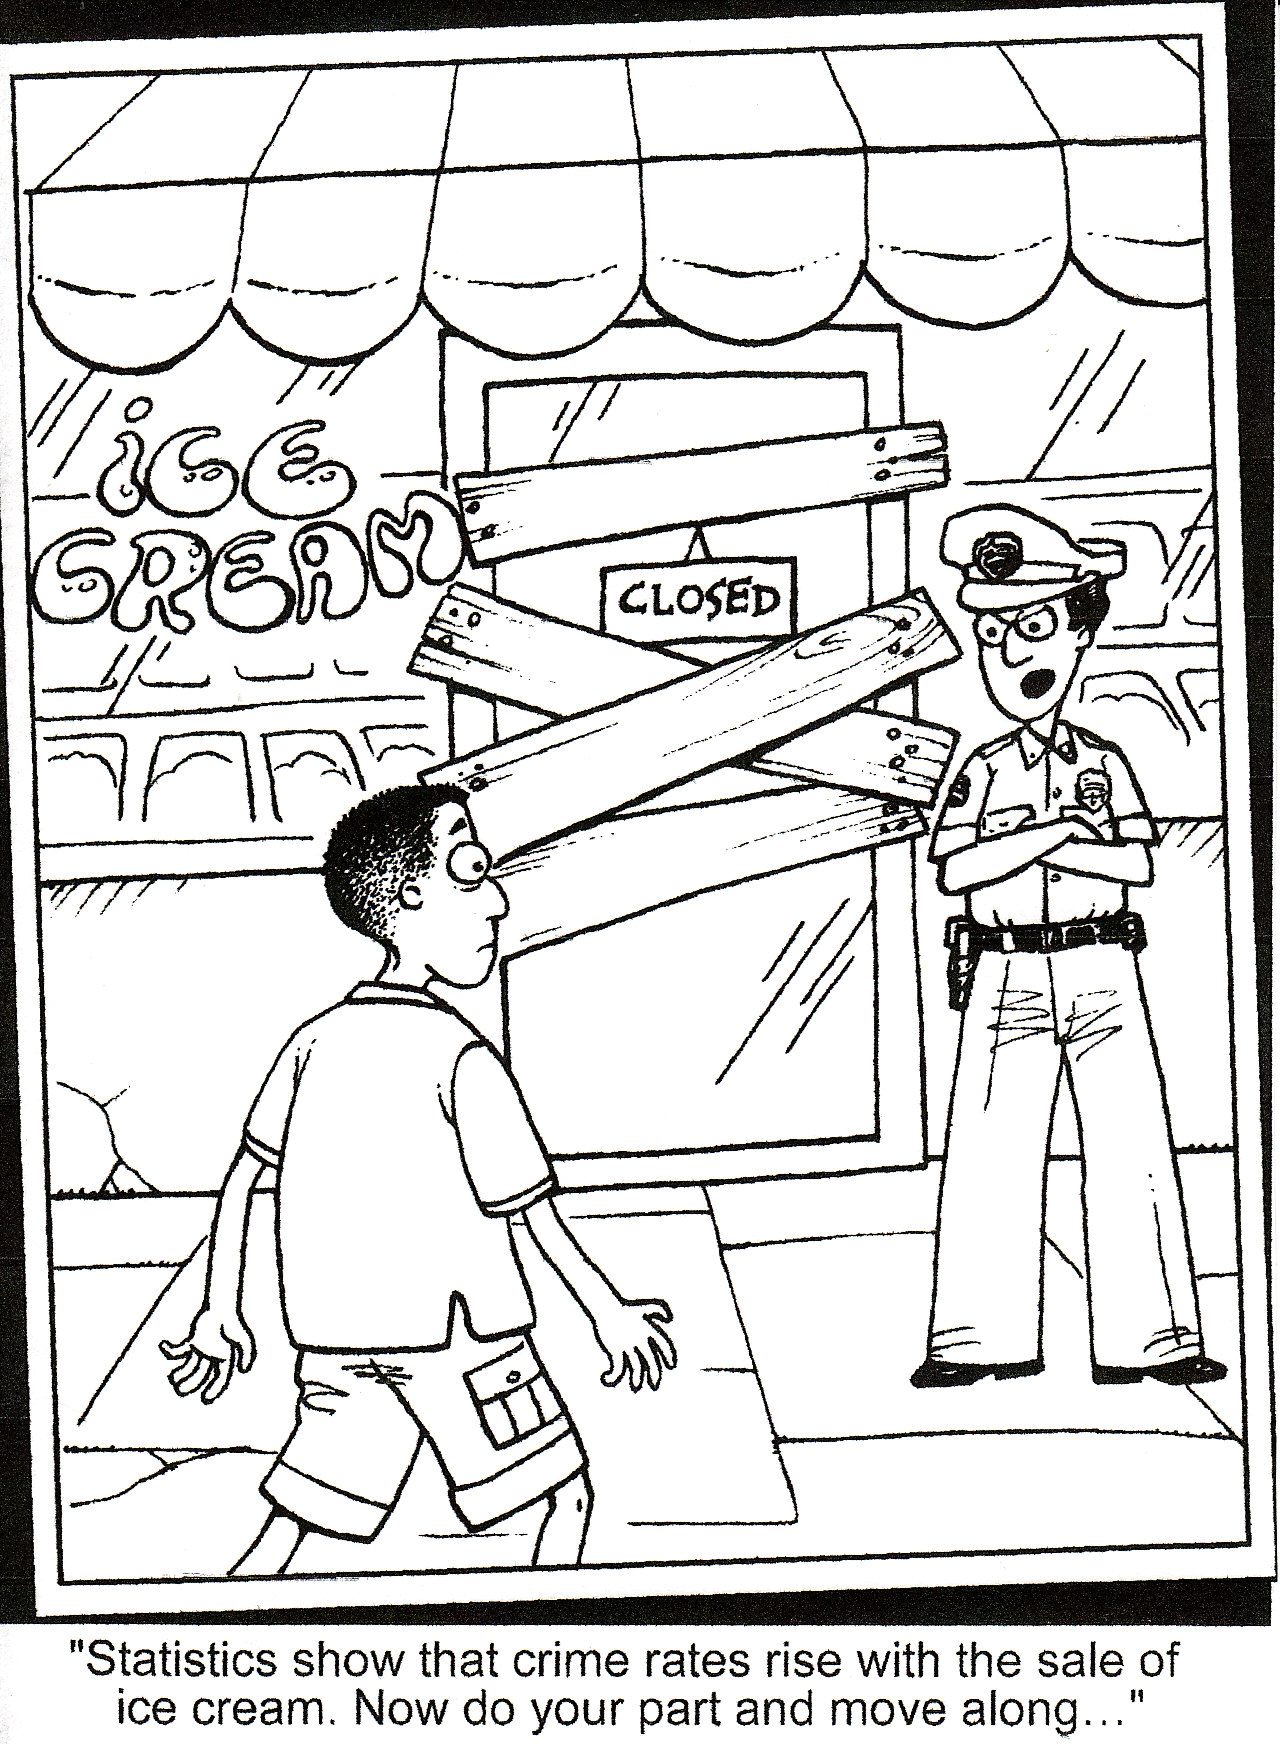 iCE
CREAM
CLOSED
"Statistics show that crime rates rise with the sale of
ice cream. Now do your part and move along..."